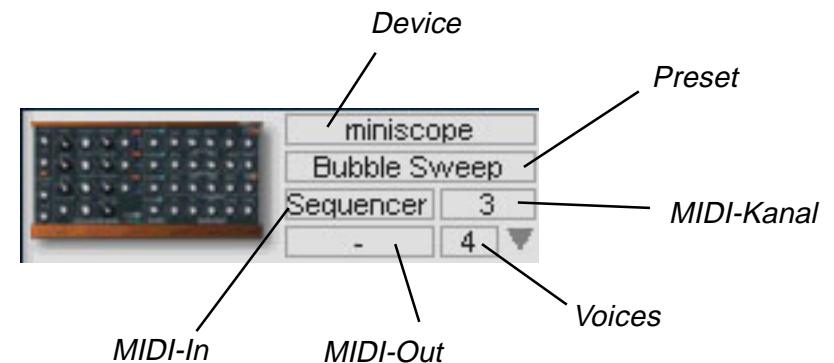 Device
Preset
miniscope
Bubble Sweep
Sequencer 3
MIDI-Kanal
- 4
Voices
MIDI-In MIDI-Out